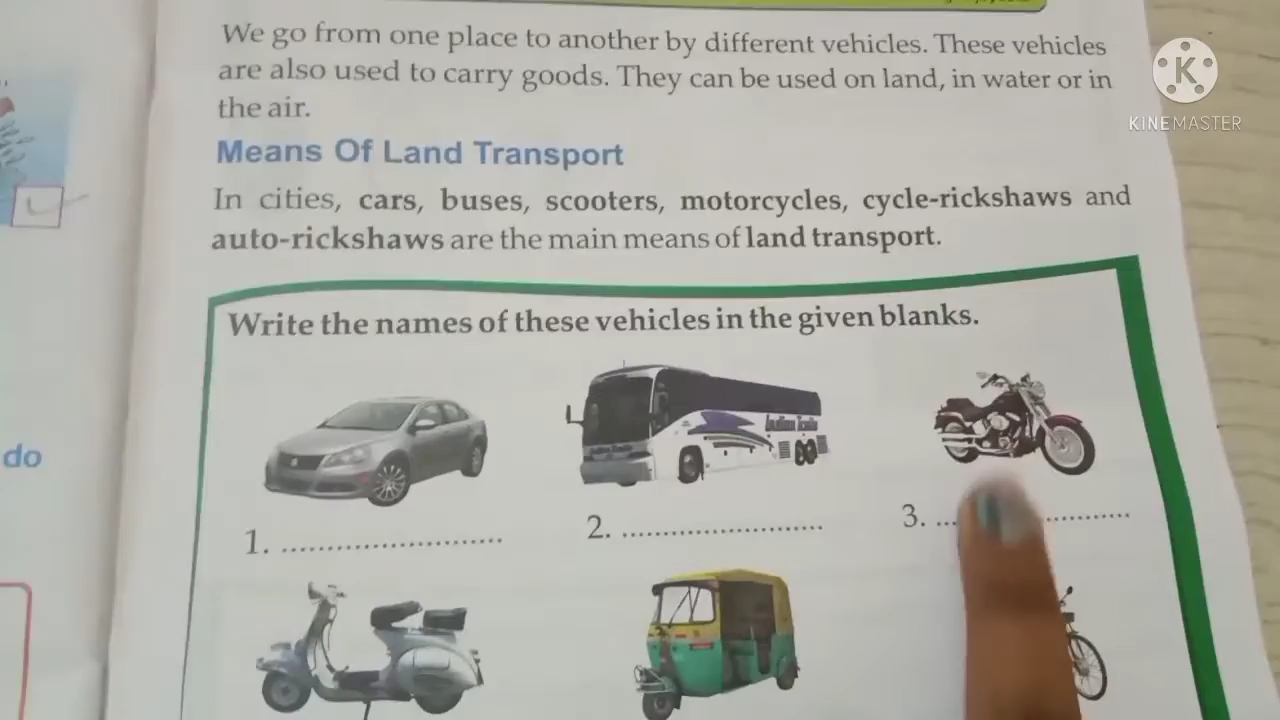 We go from one place to another by different vehicles. These vehicles
are also used to carry goods. They can be used on land, in water or in
the air.
Means Of Land Transport
In cities, cars, buses, scooters, motorcycles, cycle-rickshaws and
auto-rickshaws are the main means of land transport.
Write the names of these vehicles in the given blanks.
1. ........................
2. ........................
3. ........................
do
K
KINEMASTER